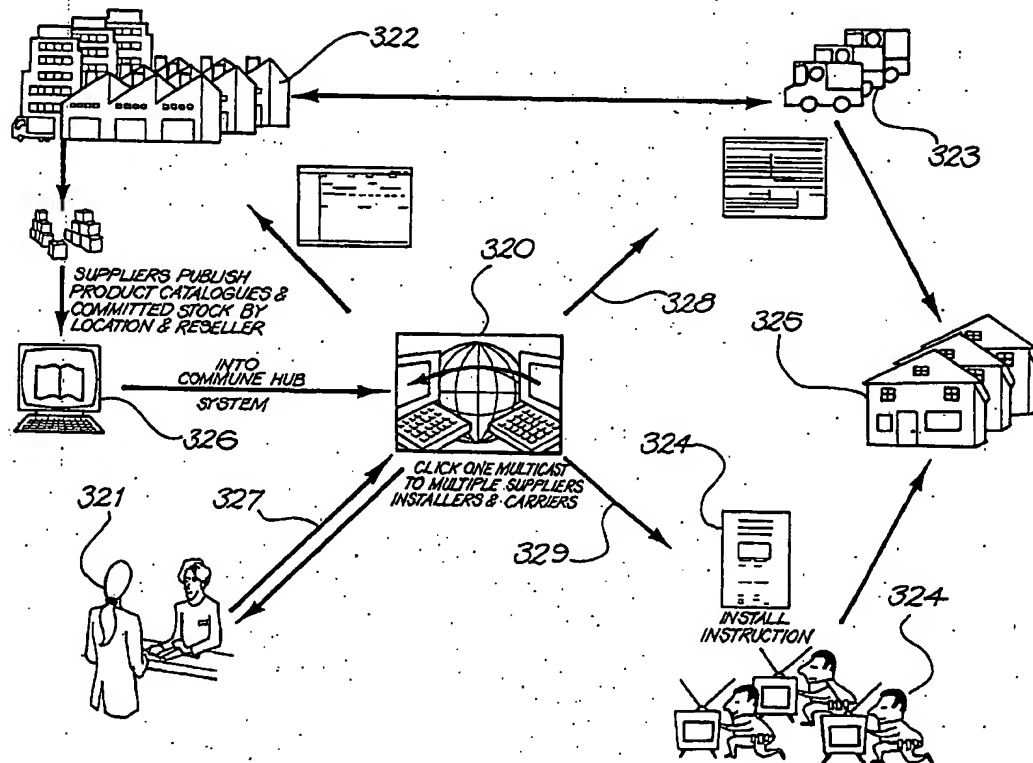 322
323
SUPPLIERS PUBLISH
PRODUCT CATALOGUES &
COMMITTED STOCK BY
LOCATION & RESELLER
320
328
325
INTO
COMMUNE HUB
SYSTEM
326
CLICK ONE MULTICAST
TO MULTIPLE SUPPLIERS
INSTALLERS & CARRIERS
324
321
327
329
INSTALL
INSTRUCTION
324